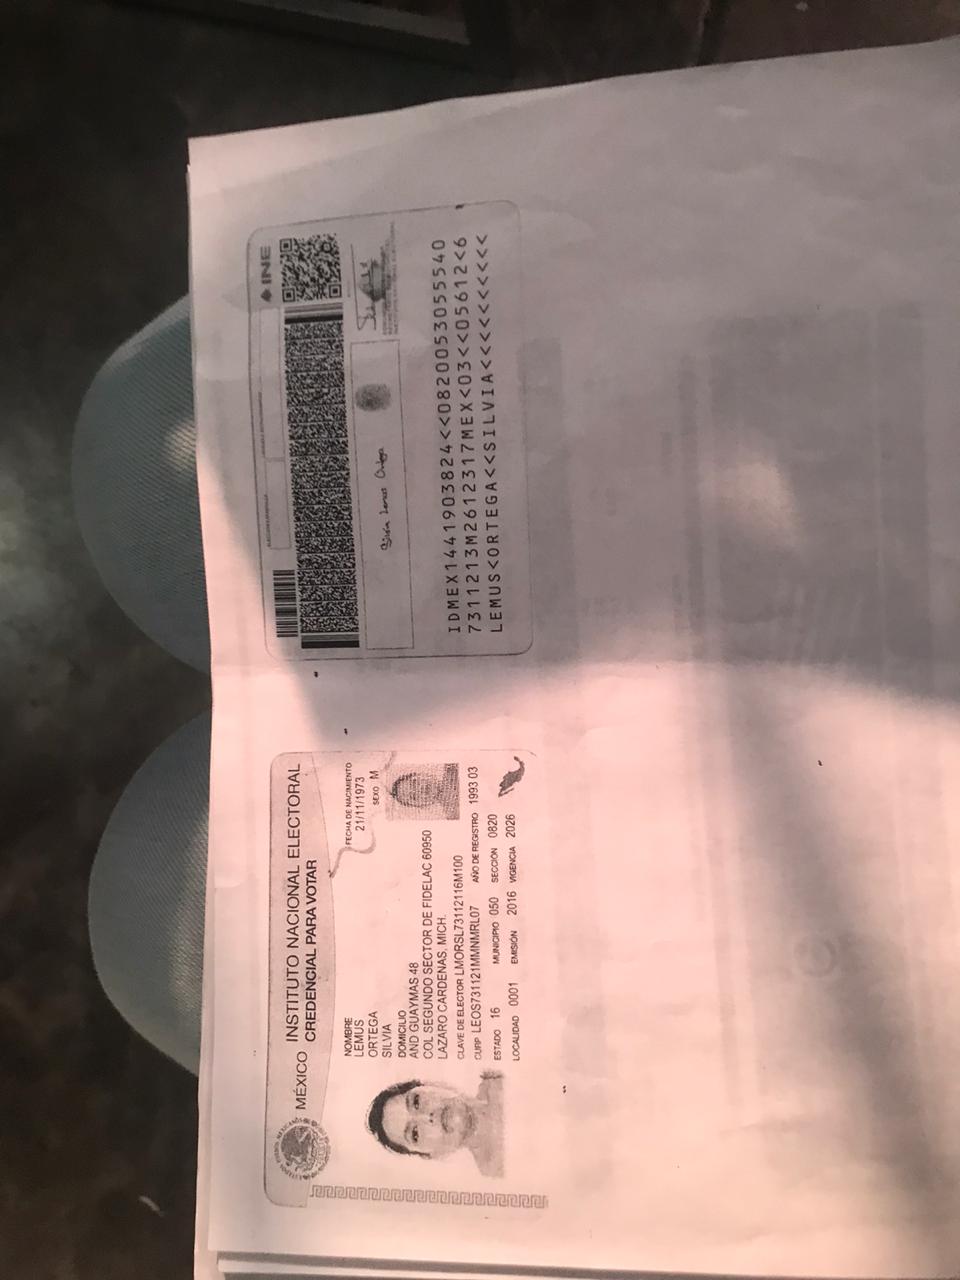 MÉXICO INSTITUTO NACIONAL ELECTORAL
CREDENCIAL PARA VOTAR
NOMBRE
LEMUS
ORTEGA
SILVIA
FECHA DE NACIMIENTO
21/11/1973
SEXO M
DOMICILIO
AND GUAYMAS 48
COL SEGUNDO SECTOR DE FIDELAC 60950
LAZARO CARDENAS, MICH.
CLAVE DE ELECTOR LMORSL73112116M100
CURP LEOS731121MMNMRL07 AÑO DE REGISTRO 1993 03
ESTADO 16 MUNICIPIO 050 SECCIÓN 0820
LOCALIDAD 0001 EMISIÓN 2016 VIGENCIA 2026
INE
Silvia Lemus Ortega
IDMEX1441903824<<0820053055540
7311213M2612317MEX<03<<05612<6
LEMUS<ORTEGA<<SILVIA<<<<<<<<<<